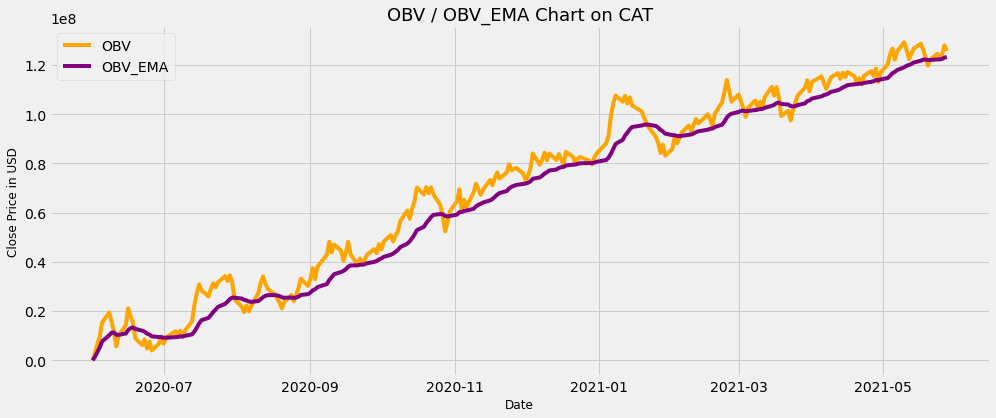 OBV / OBV_EMA Chart on CAT
1e8
OBV
OBV_EMA
1.2
1.0
0.8
0.6
0.4
0.2
0.0
Close Price in USD
2020-07 2020-09 2020-11 2021-01 2021-03 2021-05
Date